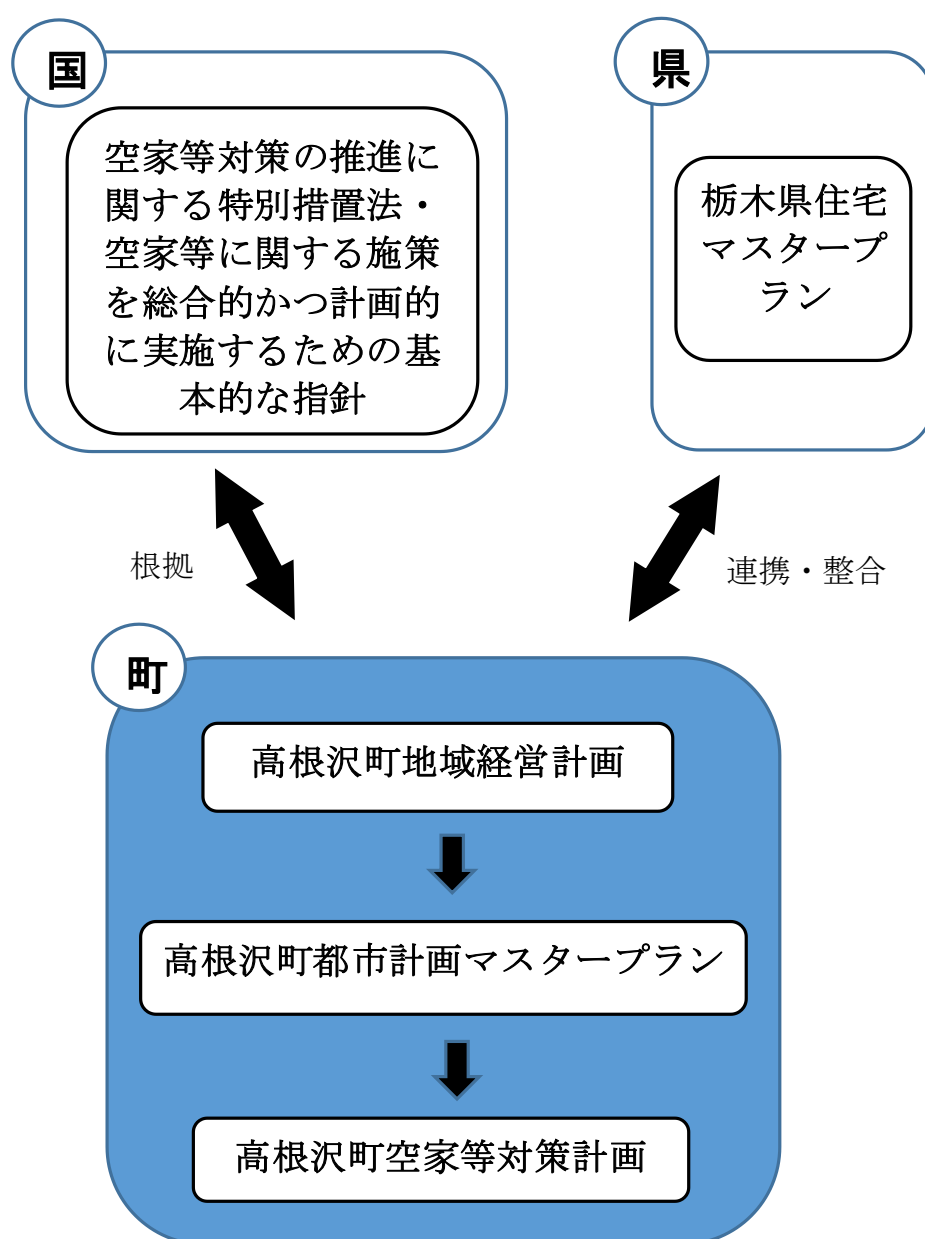 国
空家等対策の推進に
関する特別措置法・
空家等に関する施策
を総合的かつ計画的
に実施するための基
本的な指針
県
栃木県住宅
マスタープ
ラン
根拠
連携・整合
町
高根沢町地域経営計画
高根沢町都市計画マスタープラン
高根沢町空家等対策計画